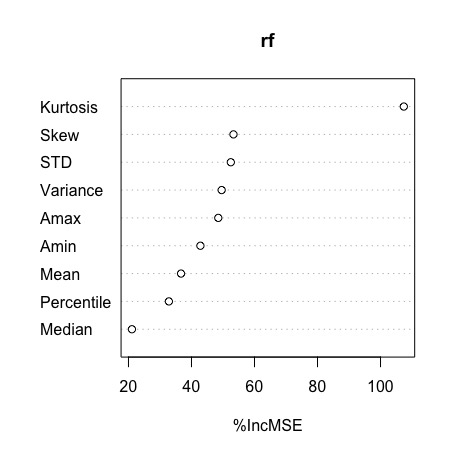 rf
Kurtosis
Skew
STD
Variance
Amax
Amin
Mean
Percentile
Median
20 40 60 80 100
%IncMSE